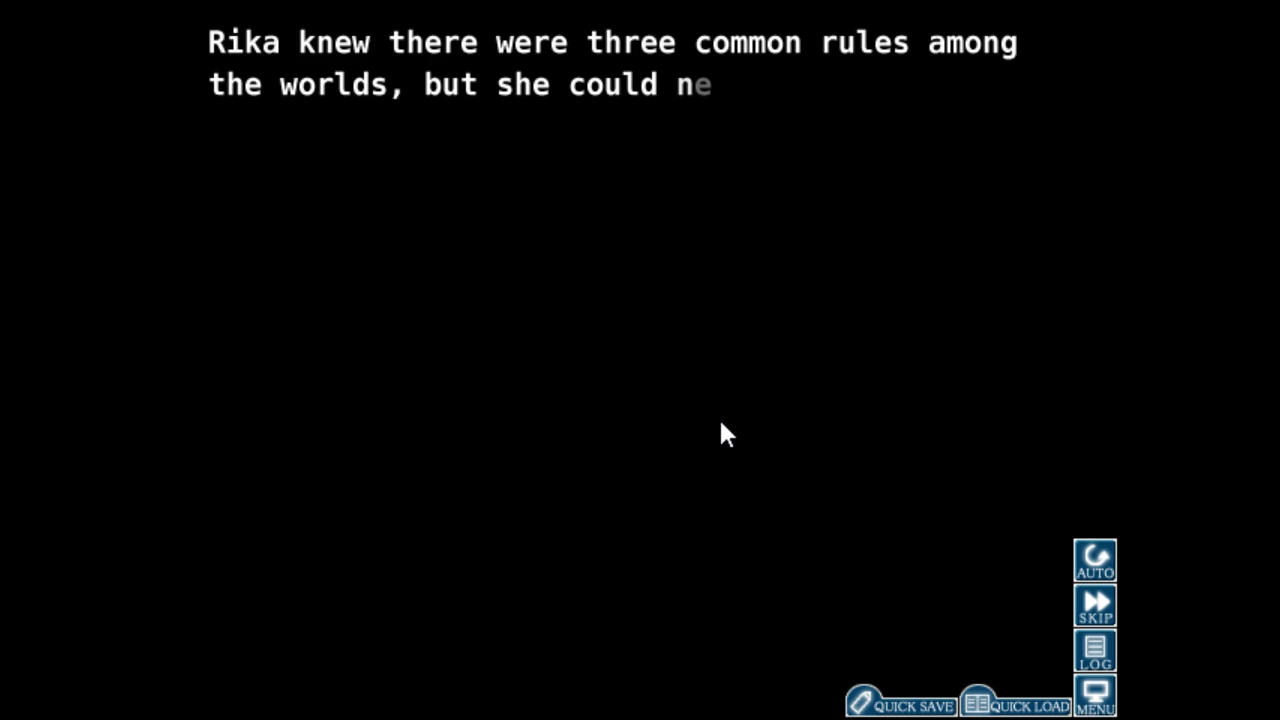 Rika knew there were three common rules among
the worlds, but she could ne
AUTO
SKIP
LOG
QUICK SAVE
QUICK LOAD
MENU